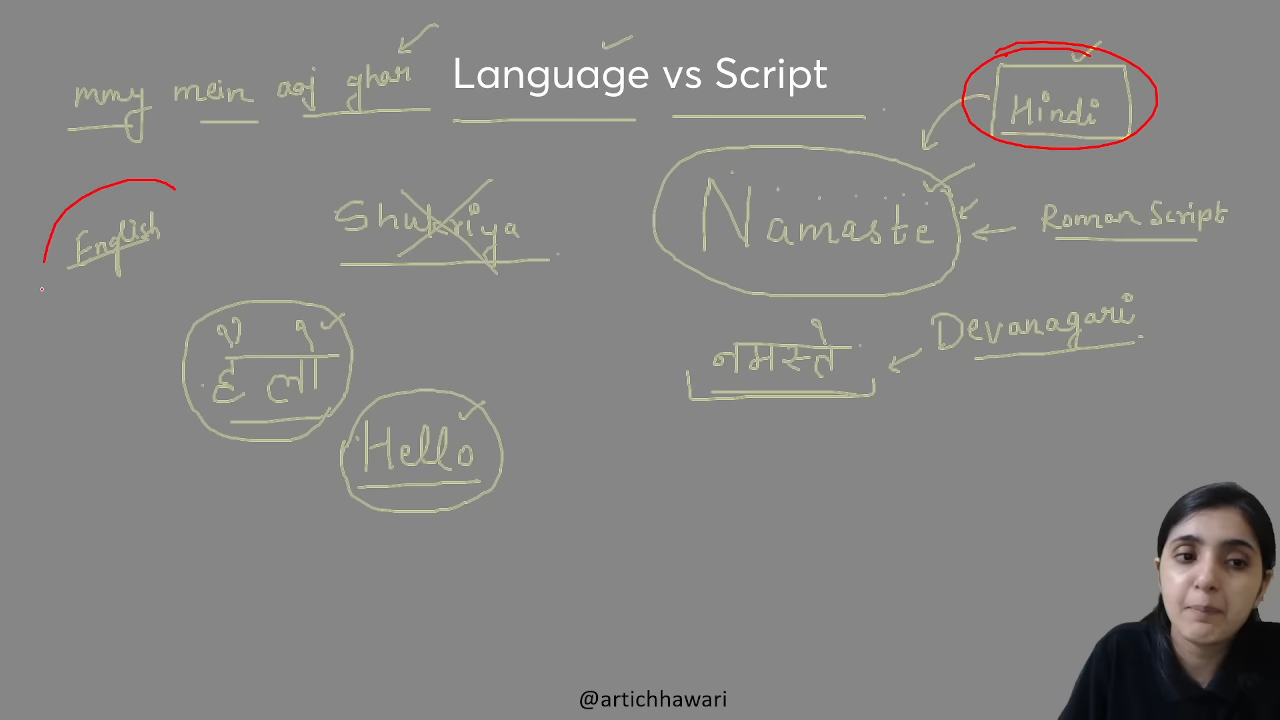 mmy mein aaj ghar
Language vs Script
Hindi
English
Shukriya
Namaste
Roman Script
हैलो
नमस्ते
Devanagari
Hello
@artichhawari